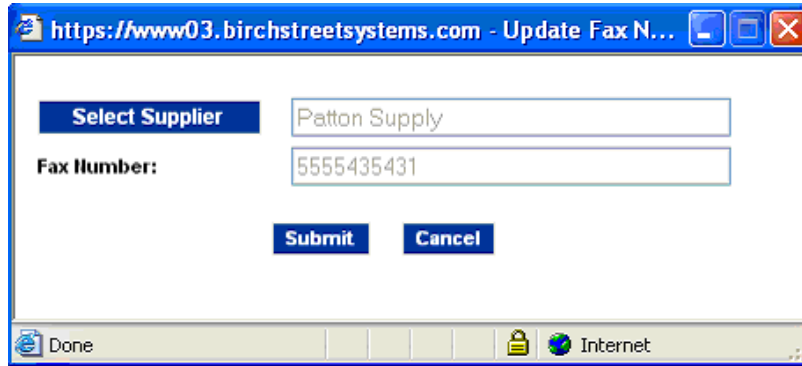 https://www03.birchstreetsystems.com - Update Fax N...
Select Supplier Patton Supply
Fax Number: 5555435431
Submit Cancel
Done Internet